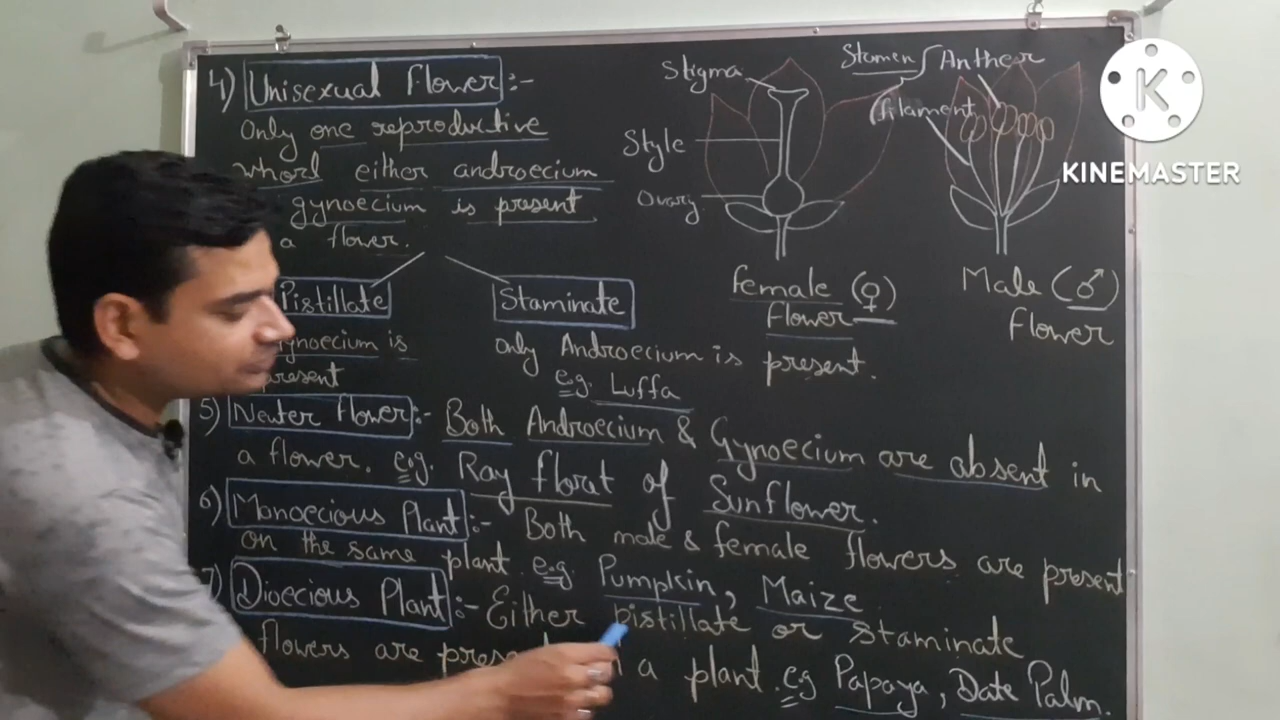 4) Unisexual Flower :-
Only one reproductive
whorl either androecium
gynoecium is present
a flower.
Pistillate
Gynoecium is
present
Staminate
only Androecium is present.
e.g. Luffa
Stigma
Style
Ovary
Female (♀)
Flower
Stamen
Anther
filament
Male (♂)
flower
5) Neuter Flower :- Both Androecium & Gynoecium are absent in
a flower. e.g. Ray florat of Sunflower.
6) Monoecious Plant :- Both male & female flowers are present
on the same plant. e.g. Pumpkin, Maize
7) Dioecious Plant :- Either pistillate or staminate
flowers are a plant. e.g Papaya, Date Palm.
K
KINEMASTER